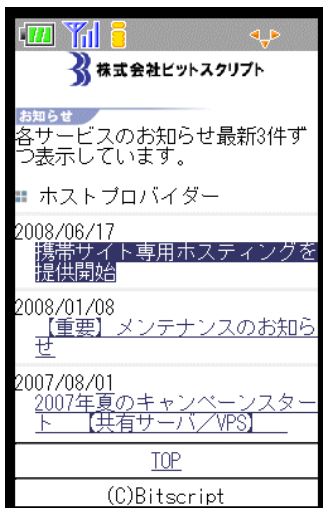 株式会社ビットスクリプト
お知らせ
各サービスのお知らせ最新3件ず
つ表示しています。
ホストプロバイダー
2008/06/17
携帯サイト専用ホスティングを
提供開始
2008/01/08
【重要】メンテナンスのお知ら
せ
2007/08/01
2007年夏のキャンペーンスター
ト 【共有サーバ／VPS】
TOP
(C)Bitscript